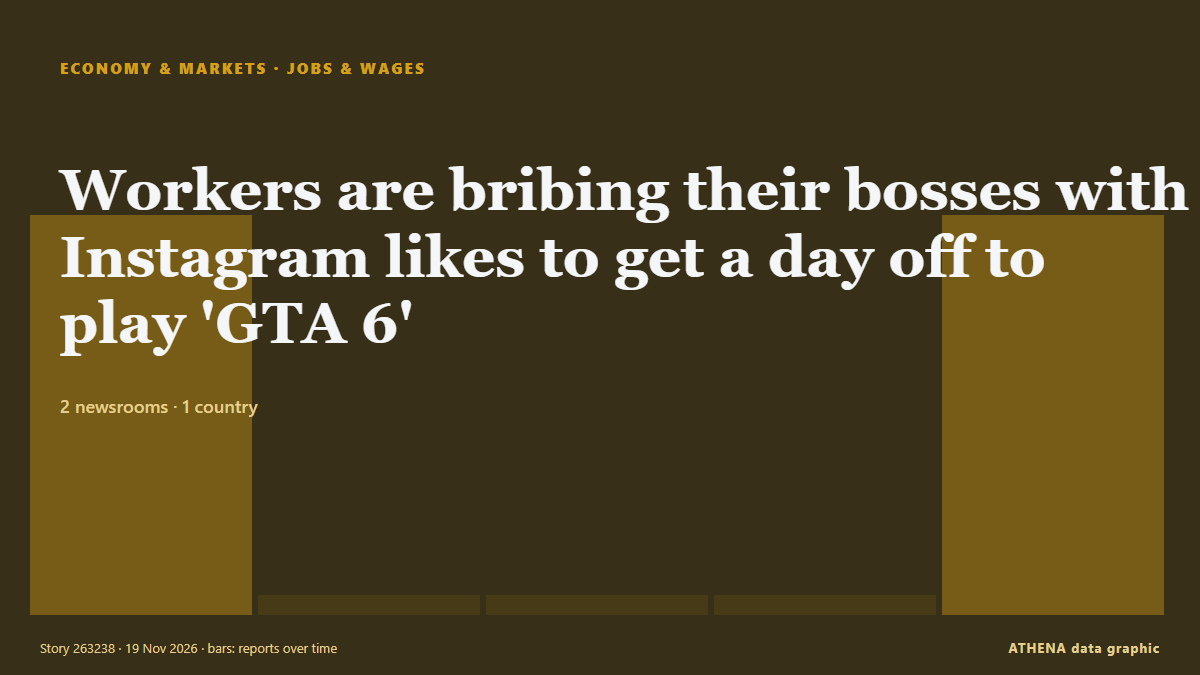 ECONOMY & MARKETS · JOBS & WAGES
Workers are bribing their bosses with
Instagram likes to get a day off to
play 'GTA 6'
2 newsrooms · 1 country
Story 263238 · 19 Nov 2026 · bars: reports over time
ATHENA data graphic